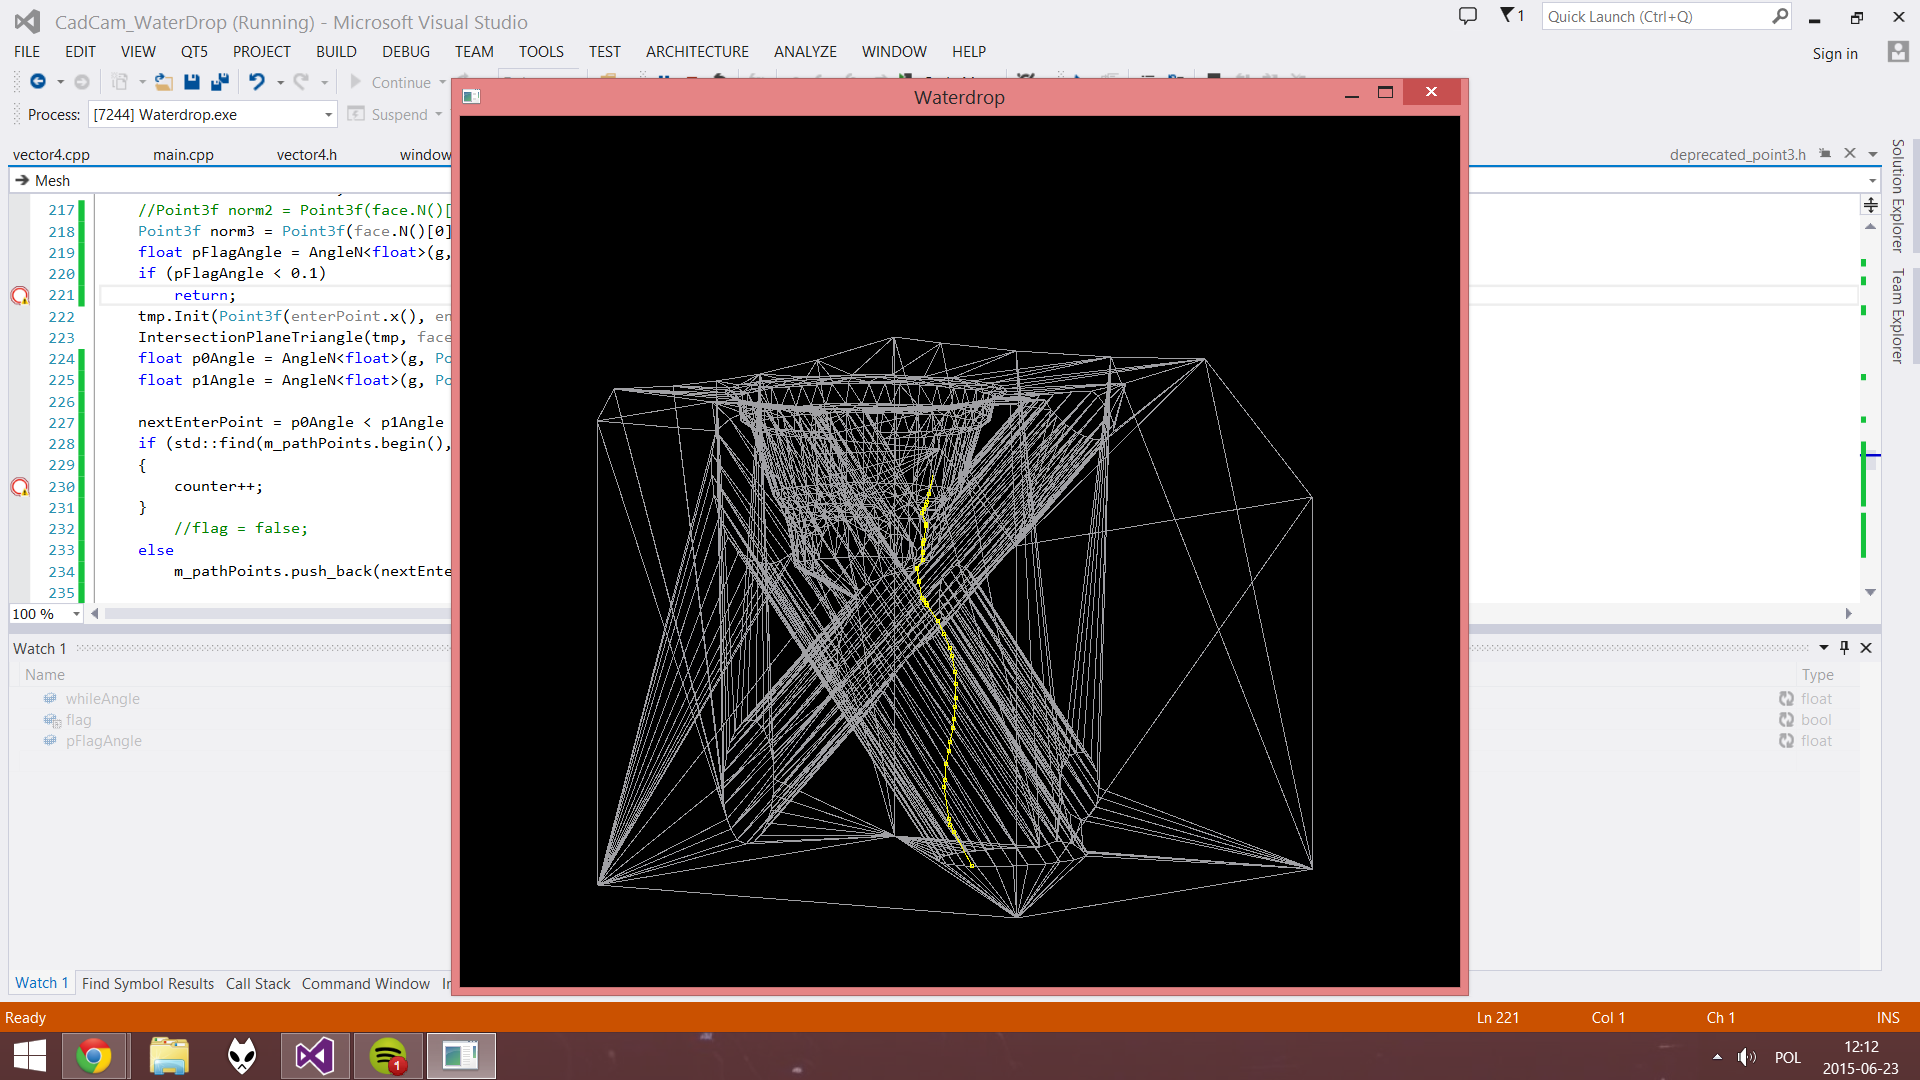 CadCam_WaterDrop (Running) - Microsoft Visual Studio
1
Quick Launch (Ctrl+Q)
FILE EDIT VIEW QT5 PROJECT BUILD DEBUG TEAM TOOLS TEST ARCHITECTURE ANALYZE WINDOW HELP
Sign in
Continue
Process: [7244] Waterdrop.exe
Suspend
Waterdrop
vector4.cpp main.cpp vector4.h window
deprecated_point3.h
Mesh
217 //Point3f norm2 = Point3f(face.N()[
218 Point3f norm3 = Point3f(face.N()[0]
219 float pFlagAngle = AngleN<float>(g,
220 if (pFlagAngle < 0.1)
221 return;
222 tmp.Init(Point3f(enterPoint.x(), en
223 IntersectionPlaneTriangle(tmp, face
224 float p0Angle = AngleN<float>(g, Po
225 float p1Angle = AngleN<float>(g, Po
226
227 nextEnterPoint = p0Angle < p1Angle
228 if (std::find(m_pathPoints.begin(),
229 {
230 counter++;
231 }
232 //flag = false;
233 else
234 m_pathPoints.push_back(nextEnte
235
100 %
Solution Explorer
Team Explorer
Watch 1
Name
Type
whileAngle
float
flag
bool
pFlagAngle
float
Watch 1 Find Symbol Results Call Stack Command Window
Ready
Ln 221 Col 1 Ch 1 INS
1
POL
12:12
2015-06-23